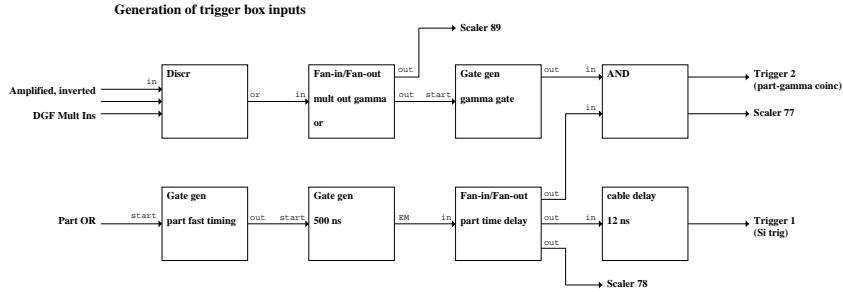 Generation of trigger box inputs
Scaler 89
Discr
Fan-in/Fan-out
Gate gen
AND
in
out
out
in
Trigger 2
(part-gamma coinc)
Amplified, inverted
mult out gamma
gamma gate
or
in
out
start
in
DGF Mult Ins
or
Scaler 77
Gate gen
Gate gen
Fan-in/Fan-out
cable delay
out
Part OR
start
part fast timing
out
start
500 ns
EM
in
part time delay
out
in
12 ns
Trigger 1
(Si trig)
out
Scaler 78